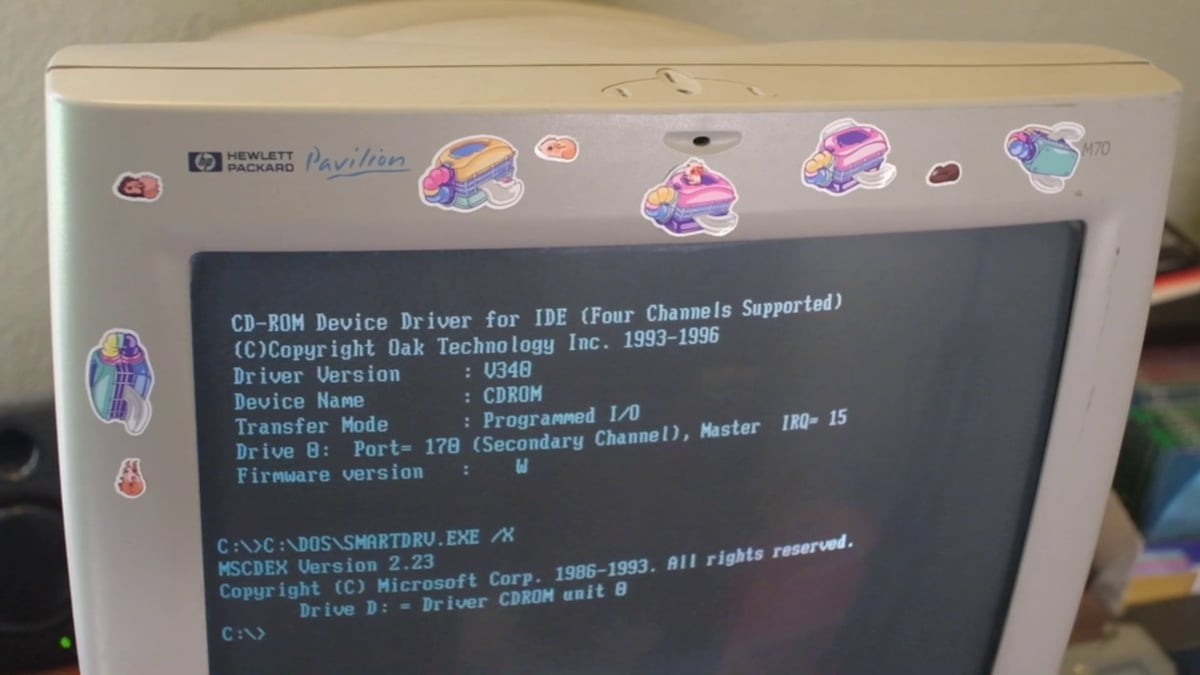 hp HEWLETT PACKARD Pavilion
M70
CD-ROM Device Driver for IDE (Four Channels Supported)
(C)Copyright Oak Technology Inc. 1993-1996
Driver Version : V340
Device Name : CDROM
Transfer Mode : Programmed I/O
Drive 0: Port= 170 (Secondary Channel), Master IRQ= 15
Firmware version : W
C:\>C:\DOS\SMARTDRV.EXE /X
MSCDEX Version 2.23
Copyright (C) Microsoft Corp. 1986-1993. All rights reserved.
Drive D: = Driver CDROM unit 0
C:\>